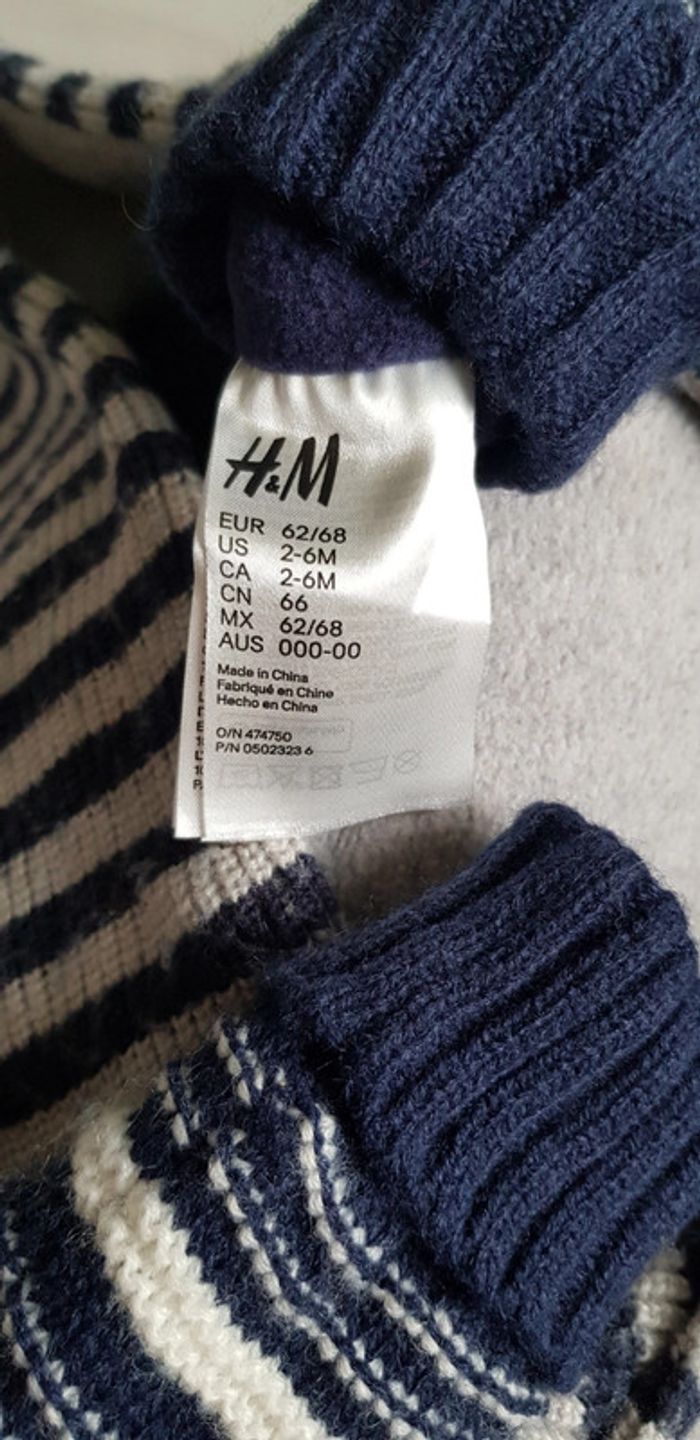 H&M
EUR 62/68
US 2-6M
CA 2-6M
CN 66
MX 62/68
AUS 000-00
Made in China
Fabriqué en Chine
Hecho en China
O/N 474750
P/N 0502323 6